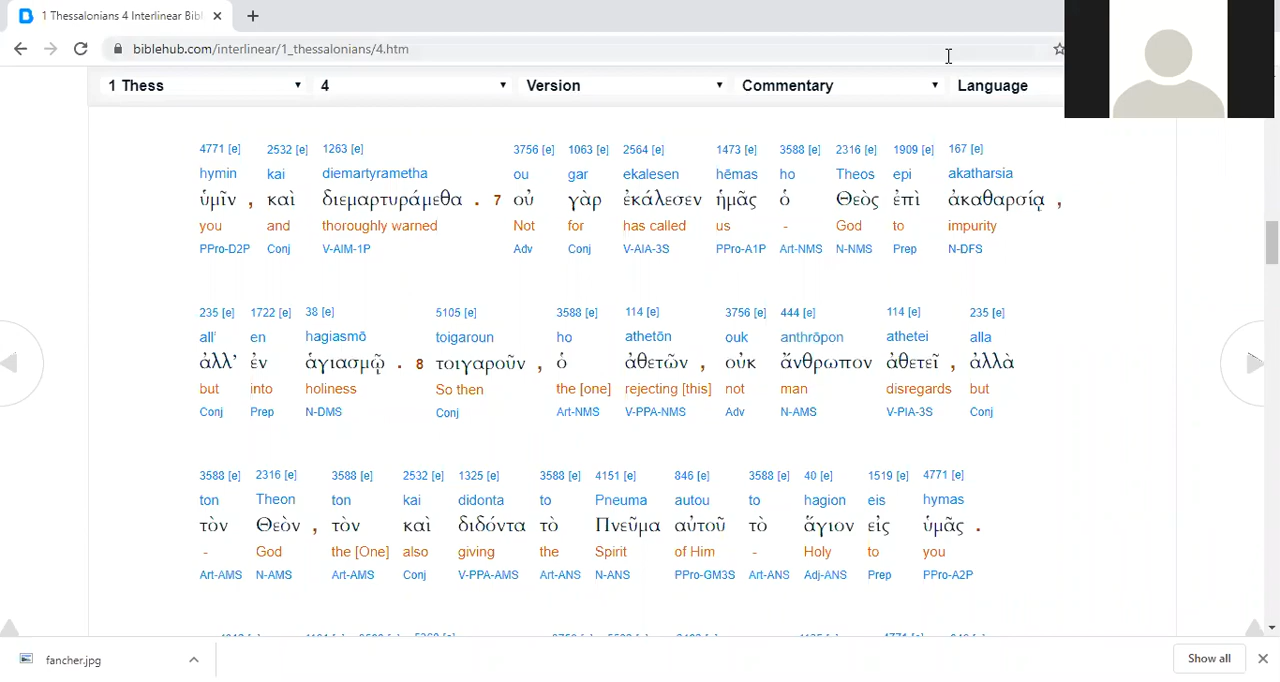 1 Thessalonians 4 Interlinear Bibl
biblehub.com/interlinear/1_thessalonians/4.htm
1 Thess 4 Version Commentary Language
4771 [e] 2532 [e] 1263 [e] 3756 [e] 1063 [e] 2564 [e] 1473 [e] 3588 [e] 2316 [e] 1909 [e] 167 [e]
hymin kai diemartyrametha ou gar ekalesen hēmas ho Theos epi akatharsia
ὑμῖν , καὶ διεμαρτυράμεθα . 7 οὐ γὰρ ἐκάλεσεν ἡμᾶς ὁ Θεὸς ἐπὶ ἀκαθαρσίᾳ ,
you and thoroughly warned Not for has called us - God to impurity
PPro-D2P Conj V-AIM-1P Adv Conj V-AIA-3S PPro-A1P Art-NMS N-NMS Prep N-DFS
235 [e] 1722 [e] 38 [e] 5105 [e] 3588 [e] 114 [e] 3756 [e] 444 [e] 114 [e] 235 [e]
all’ en hagiasmō toigaroun ho athetōn ouk anthrōpon athetei alla
ἀλλ’ ἐν ἁγιασμῷ . 8 τοιγαροῦν , ὁ ἀθετῶν , οὐκ ἄνθρωπον ἀθετεῖ , ἀλλὰ
but into holiness So then the [one] rejecting [this] not man disregards but
Conj Prep N-DMS Conj Art-NMS V-PPA-NMS Adv N-AMS V-PIA-3S Conj
3588 [e] 2316 [e] 3588 [e] 2532 [e] 1325 [e] 3588 [e] 4151 [e] 846 [e] 3588 [e] 40 [e] 1519 [e] 4771 [e]
ton Theon ton kai didonta to Pneuma autou to hagion eis hymas
τὸν Θεὸν , τὸν καὶ διδόντα τὸ Πνεῦμα αὐτοῦ τὸ ἅγιον εἰς ὑμᾶς .
- God the [One] also giving the Spirit of Him - Holy to you
Art-AMS N-AMS Art-AMS Conj V-PPA-AMS Art-ANS N-ANS PPro-GM3S Art-ANS Adj-ANS Prep PPro-A2P
fancher.jpg Show all